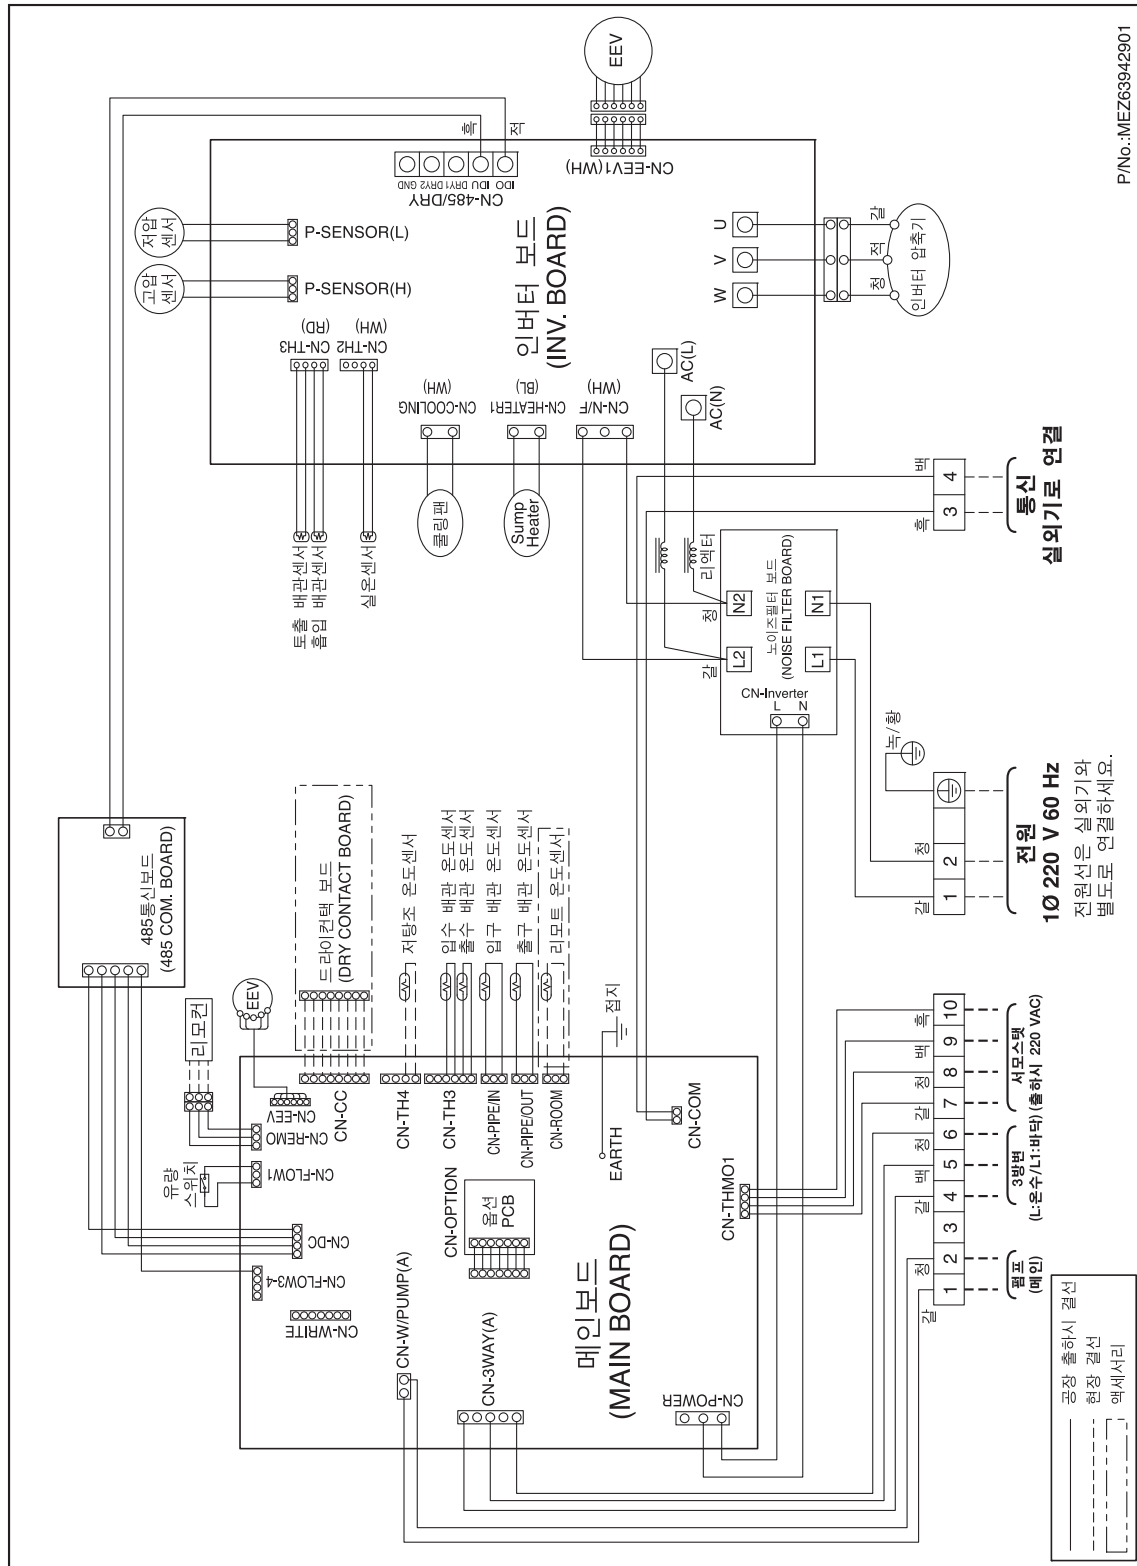 P/No.:MEZ63942901
EEV
CN-EEV1(WH)
흑
적
CN-485/DRY
GND
DRY2
DRY1
IDU
IDO
저압
센서
P-SENSOR(L)
고압
센서
P-SENSOR(H)
인버터 보드
(INV. BOARD)
U
V
W
갈
적
청
인버터 압축기
CN-TH3
(RD)
CN-TH2
(WH)
CN-COOLING
(WH)
CN-HEATER1
(BL)
CN-N/F
(WH)
AC(L)
AC(N)
쿨링팬
Sump
Heater
토출 배관센서
흡입 배관센서
실온센서
리액터
노이즈필터 보드
(NOISE FILTER BOARD)
갈
L2
청
N2
L1
N1
CN-Inverter
L
N
흑
백
3
4
통신
실외기로 연결
녹/황
갈
청
1
2
전원
1Ø 220 V 60 Hz
전원선은 실외기와
별도로 연결하세요.
485통신보드
(485 COM. BOARD)
리모컨
EEV
유량
스위치
드라이컨택 보드
(DRY CONTACT BOARD)
저탕조 온도센서
입수 배관 온도센서
출수 배관 온도센서
입구 배관 온도센서
출구 배관 온도센서
리모트 온도센서
접지
EARTH
CN-WRITE
CN-FLOW3-4
CN-DC
CN-FLOW1
CN-REMO
CN-EEV
CN-CC
CN-TH4
CN-TH3
CN-PIPE/IN
CN-PIPE/OUT
CN-ROOM
CN-OPTION
옵션
PCB
CN-COM
CN-THMO1
CN-W/PUMP(A)
CN-3WAY(A)
CN-POWER
메인보드
(MAIN BOARD)
갈
청
갈
백
청
갈
청
백
흑
1
2
3
4
5
6
7
8
9
10
펌프
(메인)
3방변
(L:온수/L1:바닥)
서모스탯
(출하시 220 VAC)
공장 출하시 결선
현장 결선
액세서리